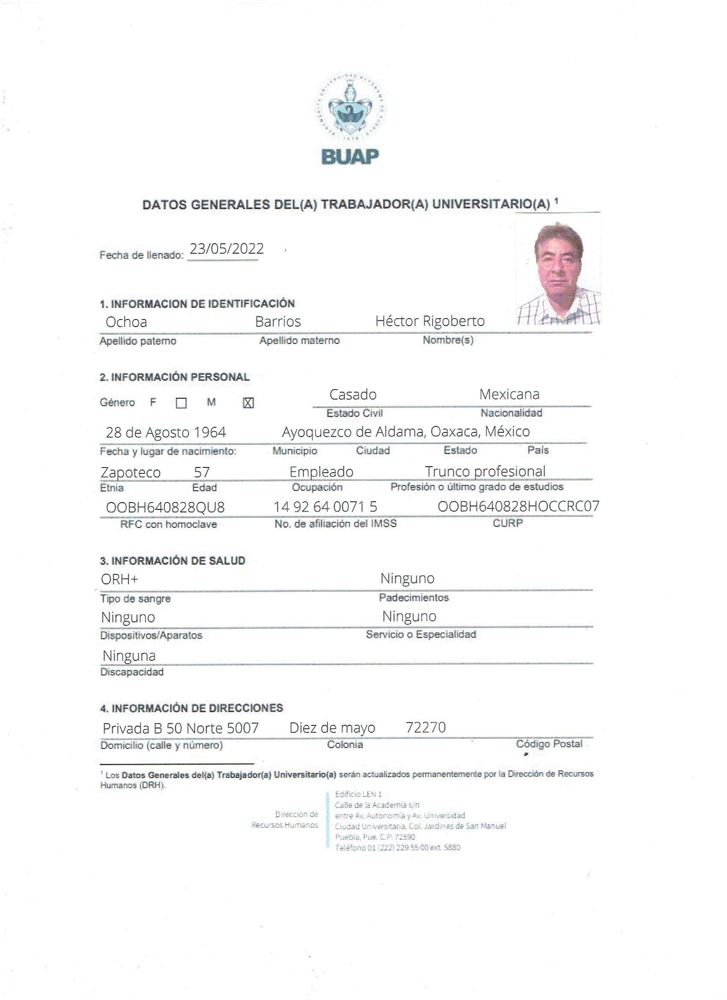 BENEMÉRITA UNIVERSIDAD AUTÓNOMA DE PUEBLA
BUAP
DATOS GENERALES DEL(A) TRABAJADOR(A) UNIVERSITARIO(A) ¹
Fecha de llenado: 23/05/2022
1. INFORMACION DE IDENTIFICACIÓN
Ochoa Barrios Héctor Rigoberto
Apellido paterno Apellido materno Nombre(s)
2. INFORMACIÓN PERSONAL
Casado Mexicana
Género F ☐ M ☒
Estado Civil Nacionalidad
28 de Agosto 1964 Ayoquezco de Aldama, Oaxaca, México
Fecha y lugar de nacimiento: Municipio Ciudad Estado País
Zapoteco 57 Empleado Trunco profesional
Etnia Edad Ocupación Profesión o último grado de estudios
OOBH640828QU8 14 92 64 0071 5 OOBH640828HOCCRC07
RFC con homoclave No. de afiliación del IMSS CURP
3. INFORMACIÓN DE SALUD
ORH+ Ninguno
Tipo de sangre Padecimientos
Ninguno Ninguno
Dispositivos/Aparatos Servicio o Especialidad
Ninguna
Discapacidad
4. INFORMACIÓN DE DIRECCIONES
Privada B 50 Norte 5007 Diez de mayo 72270
Domicilio (calle y número) Colonia Código Postal
¹ Los Datos Generales del(a) Trabajador(a) Universitario(a) serán actualizados permanentemente por la Dirección de Recursos
Humanos (DRH).
Dirección de
Recursos Humanos
Edificio LEN 1
Calle de la Academia s/n
entre Av. Autonomía y Av. Universidad
Ciudad Universitaria, Col. Jardines de San Manuel
Puebla, Pue. C.P. 72590
Teléfono 01 (222) 229 55 00 ext. 5880